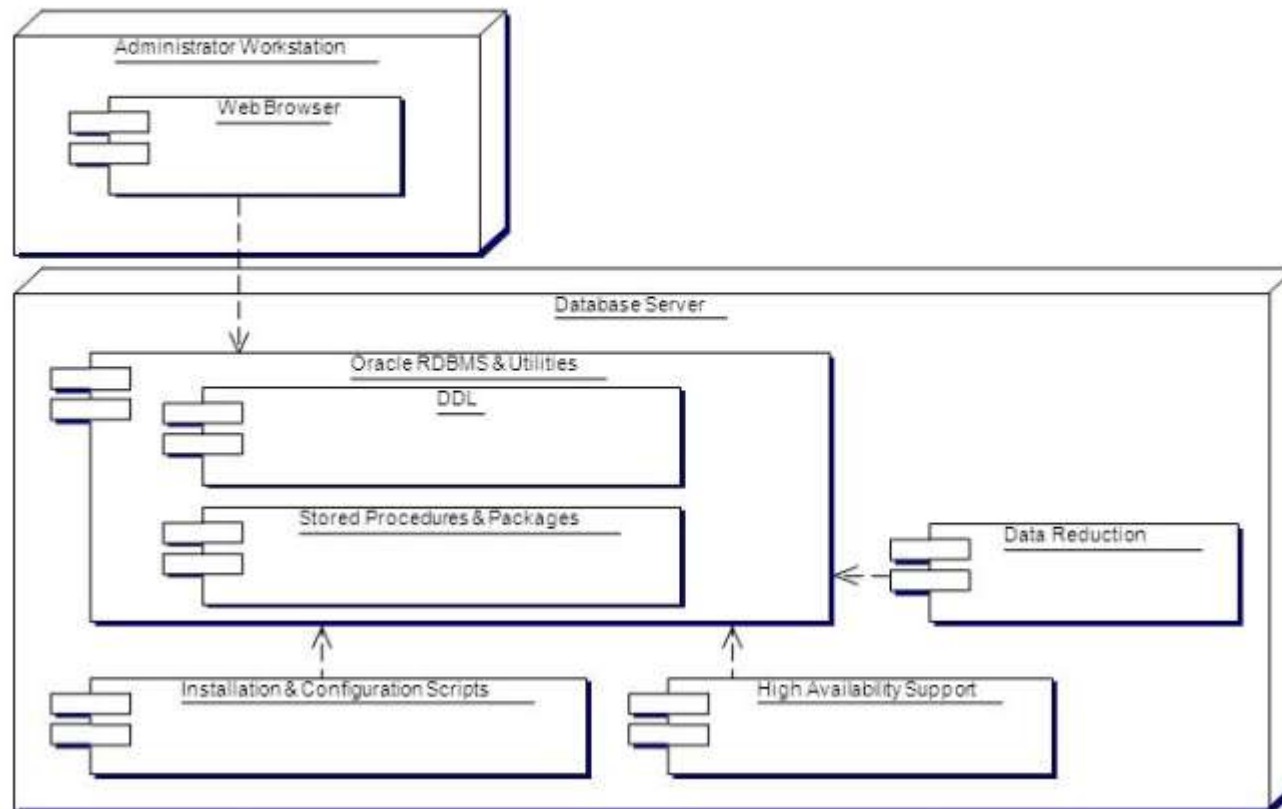 Administrator Workstation
Web Browser
Database Server
Oracle RDBMS & Utilities
DDL
Stored Procedures & Packages
Data Reduction
Installation & Configuration Scripts
High Availability Support